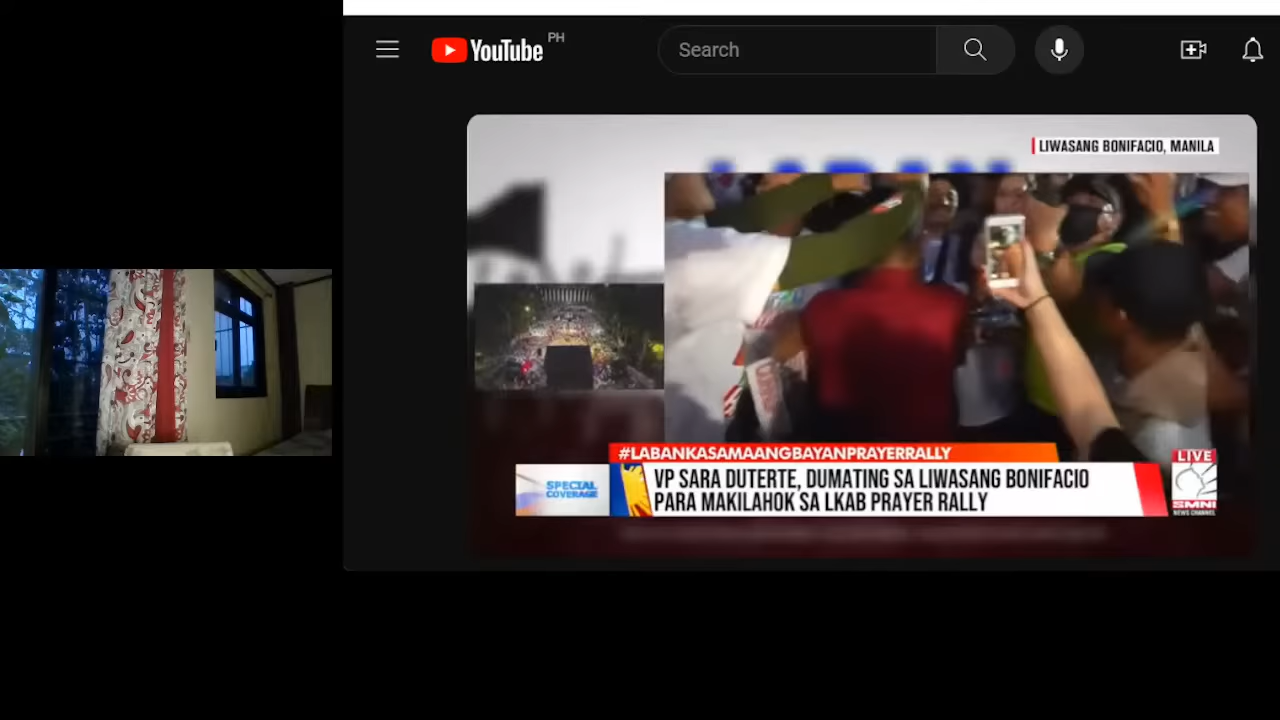 YouTube PH
Search
LIWASANG BONIFACIO, MANILA
#LABANKASAMAANGBAYANPRAYERRALLY
SPECIAL
COVERAGE
VP SARA DUTERTE, DUMATING SA LIWASANG BONIFACIO
PARA MAKILAHOK SA LKAB PRAYER RALLY
LIVE
SMNI
NEWS CHANNEL